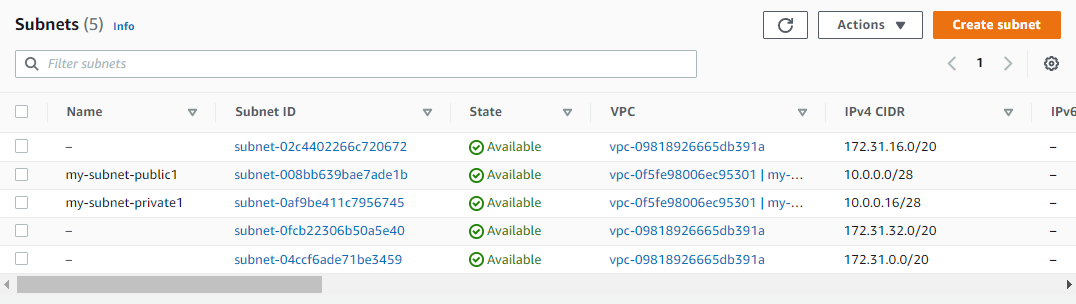 Subnets (5) Info Actions Create subnet
Filter subnets 1
Name Subnet ID State VPC IPv4 CIDR IPv6
– subnet-02c4402266c720672 Available vpc-09818926665db391a 172.31.16.0/20 –
my-subnet-public1 subnet-008bb639bae7ade1b Available vpc-0f5fe98006ec95301 | my-... 10.0.0.0/28 –
my-subnet-private1 subnet-0af9be411c7956745 Available vpc-0f5fe98006ec95301 | my-... 10.0.0.16/28 –
– subnet-0fcb22306b50a5e40 Available vpc-09818926665db391a 172.31.32.0/20 –
– subnet-04ccf6ade71be3459 Available vpc-09818926665db391a 172.31.0.0/20 –